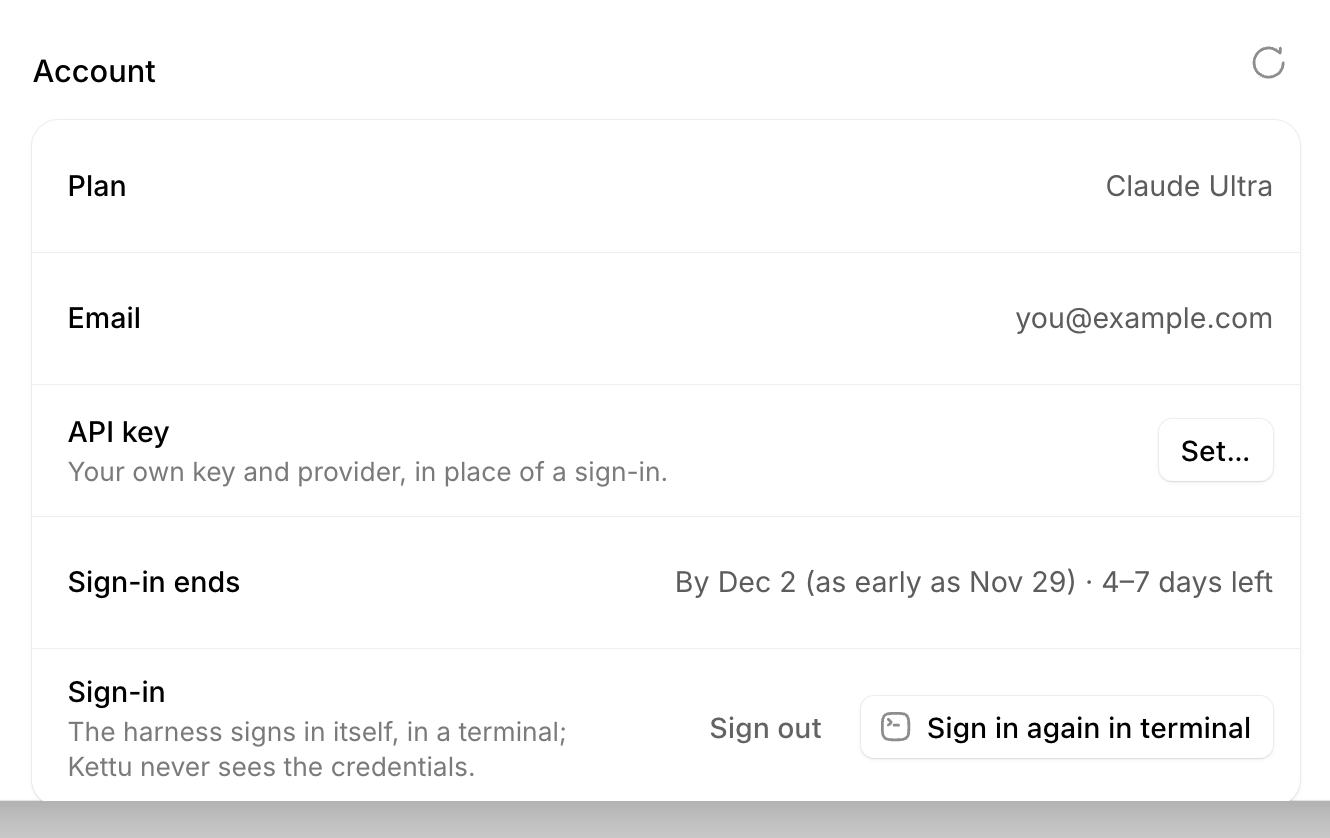 Account
Plan
Claude Ultra
Email
you@example.com
API key
Your own key and provider, in place of a sign-in.
Set...
Sign-in ends
By Dec 2 (as early as Nov 29) · 4–7 days left
Sign-in
The harness signs in itself, in a terminal;
Kettu never sees the credentials.
Sign out
Sign in again in terminal